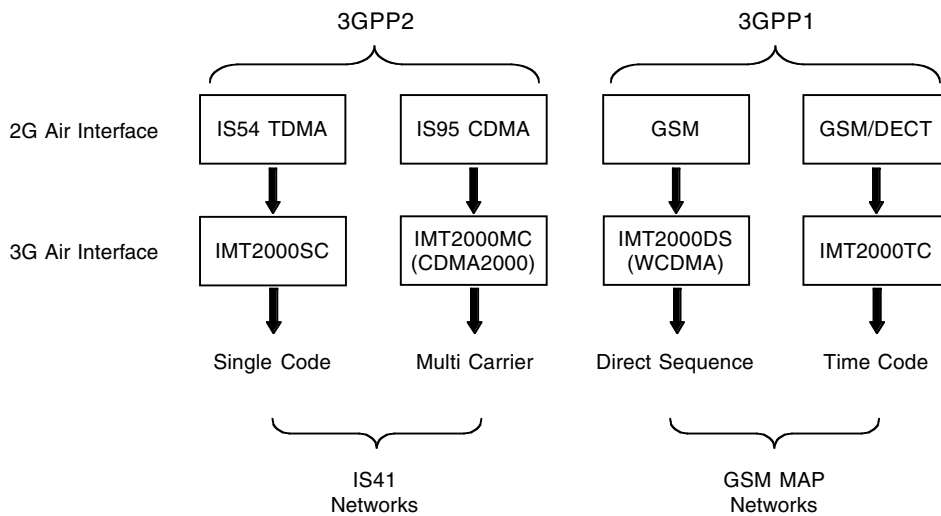 3GPP2 3GPP1
2G Air Interface IS54 TDMA IS95 CDMA GSM GSM/DECT
3G Air Interface IMT2000SC IMT2000MC (CDMA2000) IMT2000DS (WCDMA) IMT2000TC
Single Code Multi Carrier Direct Sequence Time Code
IS41 Networks GSM MAP Networks